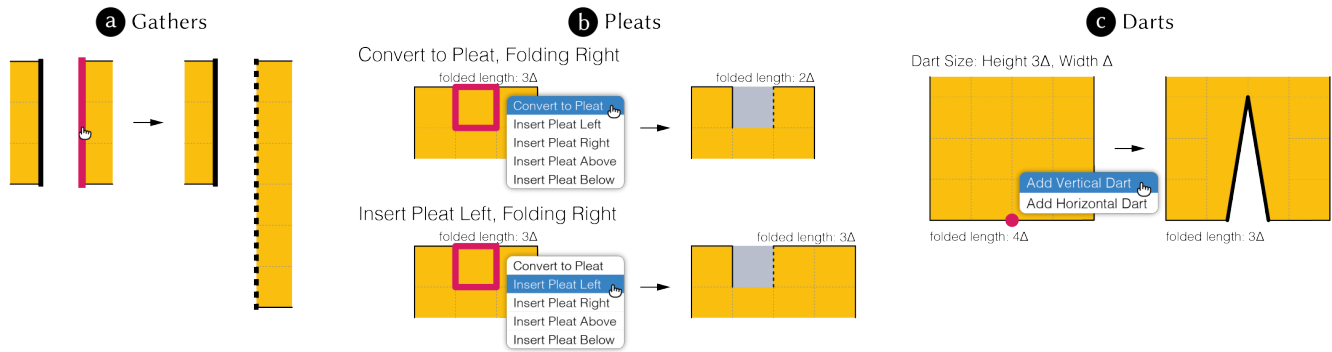 a Gathers
b Pleats
c Darts
Convert to Pleat, Folding Right
folded length: 3Δ
Convert to Pleat
Insert Pleat Left
Insert Pleat Right
Insert Pleat Above
Insert Pleat Below
folded length: 2Δ
Insert Pleat Left, Folding Right
folded length: 3Δ
Convert to Pleat
Insert Pleat Left
Insert Pleat Right
Insert Pleat Above
Insert Pleat Below
folded length: 3Δ
Dart Size: Height 3Δ, Width Δ
Add Vertical Dart
Add Horizontal Dart
folded length: 4Δ
folded length: 3Δ